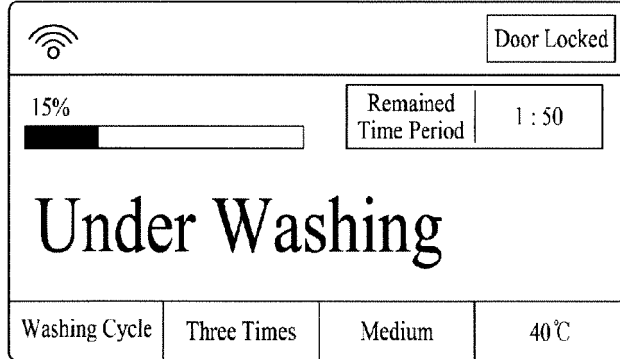 Door Locked
15%
Remained
Time Period
1 : 50
Under Washing
Washing Cycle
Three Times
Medium
40℃